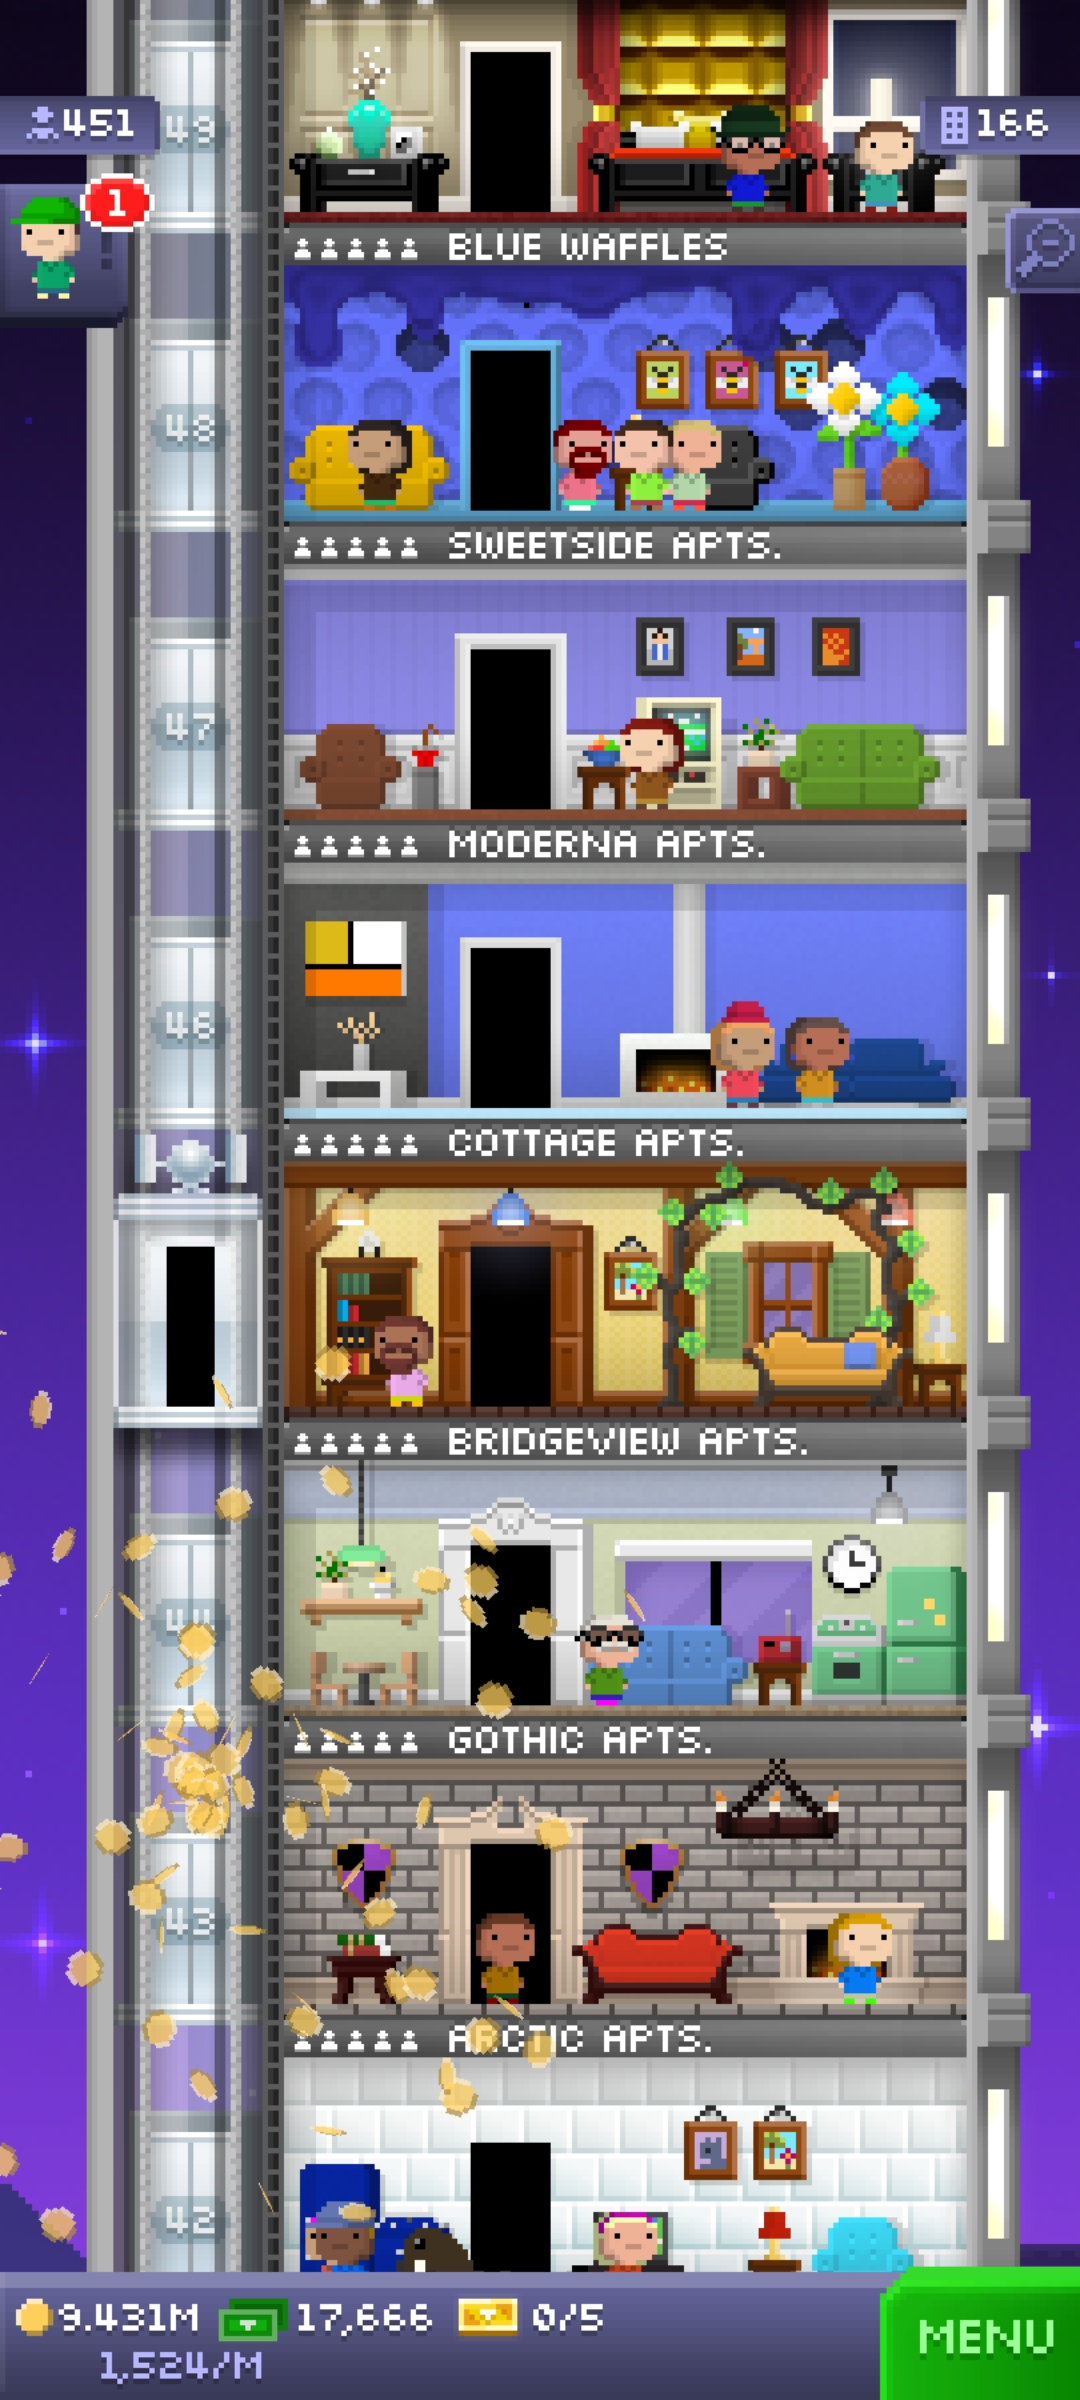 451
49
166
1
BLUE WAFFLES
48
SWEETSIDE APTS.
47
MODERNA APTS.
46
COTTAGE APTS.
BRIDGEVIEW APTS.
44
GOTHIC APTS.
43
ARCTIC APTS.
42
9.431M 17,666 0/5
1,524/M
MENU